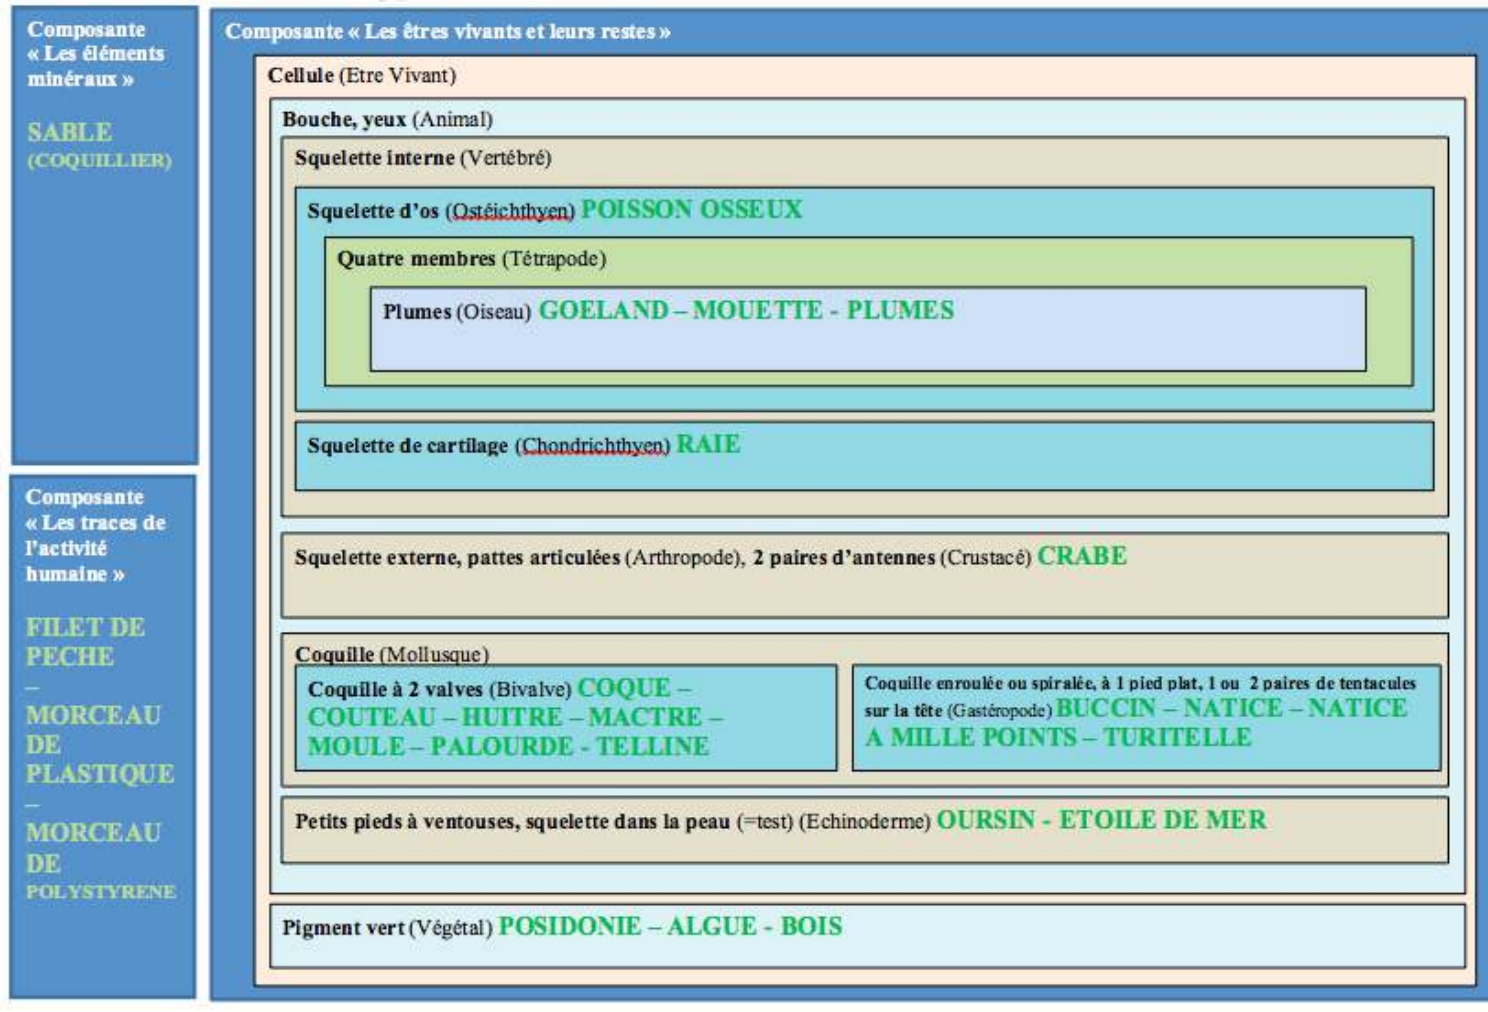 Composante
« Les éléments
minéraux »
SABLE
(COQUILLIER)
Composante
« Les traces de
l'activité
humaine »
FILET DE
PECHE
–
MORCEAU
DE
PLASTIQUE
–
MORCEAU
DE
POLYSTYRENE
Composante « Les êtres vivants et leurs restes »
Cellule (Etre Vivant)
Bouche, yeux (Animal)
Squelette interne (Vertébré)
Squelette d'os (Ostéichthyen) POISSON OSSEUX
Quatre membres (Tétrapode)
Plumes (Oiseau) GOELAND – MOUETTE - PLUMES
Squelette de cartilage (Chondrichthyen) RAIE
Squelette externe, pattes articulées (Arthropode), 2 paires d'antennes (Crustacé) CRABE
Coquille (Mollusque)
Coquille à 2 valves (Bivalve) COQUE –
COUTEAU – HUITRE – MACTRE –
MOULE – PALOURDE - TELLINE
Coquille enroulée ou spiralée, à 1 pied plat, 1 ou 2 paires de tentacules
sur la tête (Gastéropode) BUCCIN – NATICE – NATICE
A MILLE POINTS – TURITELLE
Petits pieds à ventouses, squelette dans la peau (=test) (Echinoderme) OURSIN - ETOILE DE MER
Pigment vert (Végétal) POSIDONIE – ALGUE - BOIS